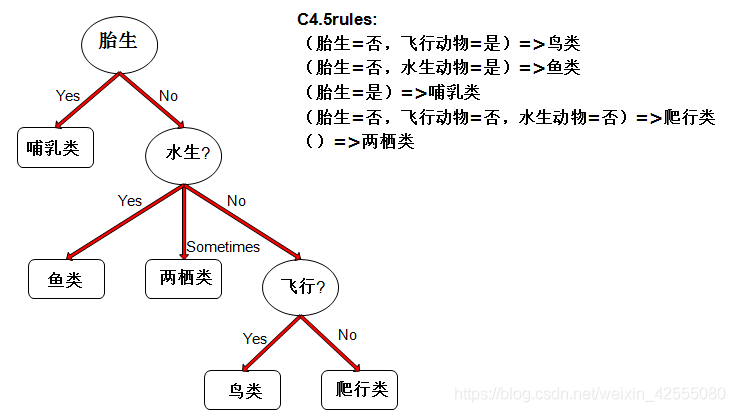 胎生
Yes
No
哺乳类
水生?
Yes
No
Sometimes
鱼类
两栖类
飞行?
Yes
No
鸟类
爬行类
C4.5rules:
（胎生=否，飞行动物=是）=>鸟类
（胎生=否，水生动物=是）=>鱼类
（胎生=是）=>哺乳类
（胎生=否，飞行动物=否，水生动物=否）=>爬行类
（）=>两栖类
https://blog.csdn.net/weixin_42555080